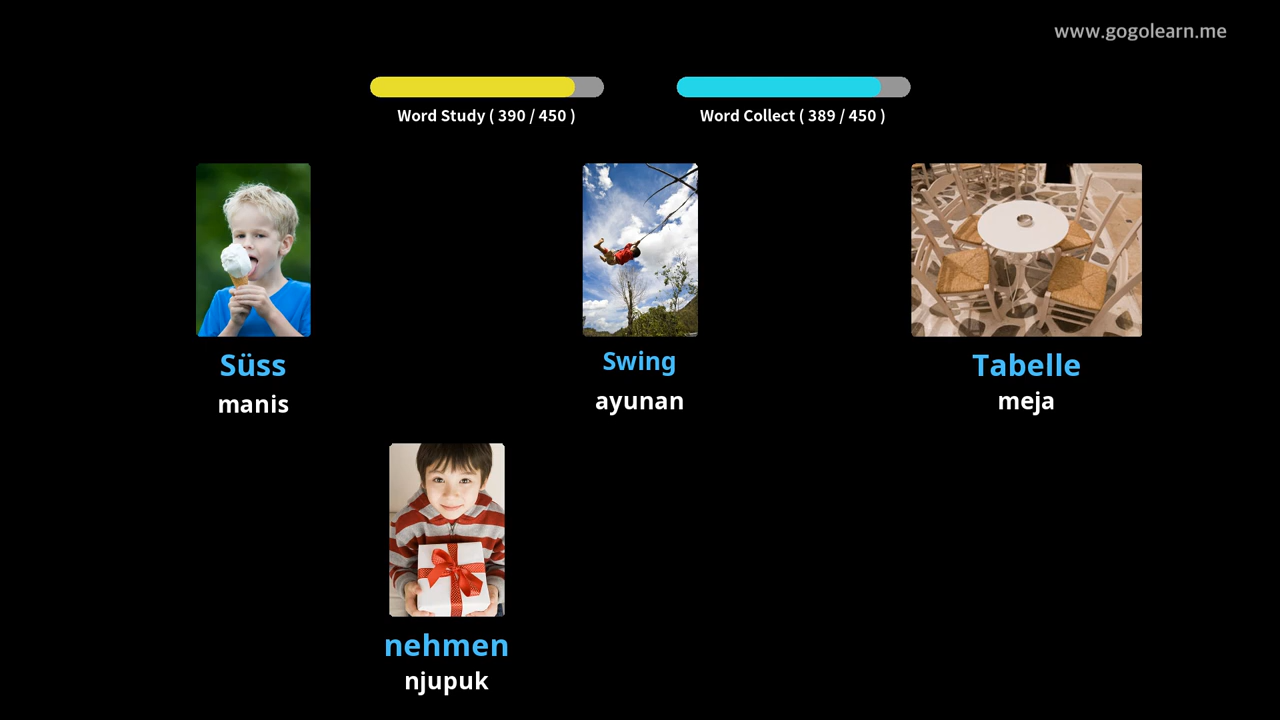 www.gogolearn.me
Word Study ( 390 / 450 )
Word Collect ( 389 / 450 )
Süss
manis
Swing
ayunan
Tabelle
meja
nehmen
njupuk